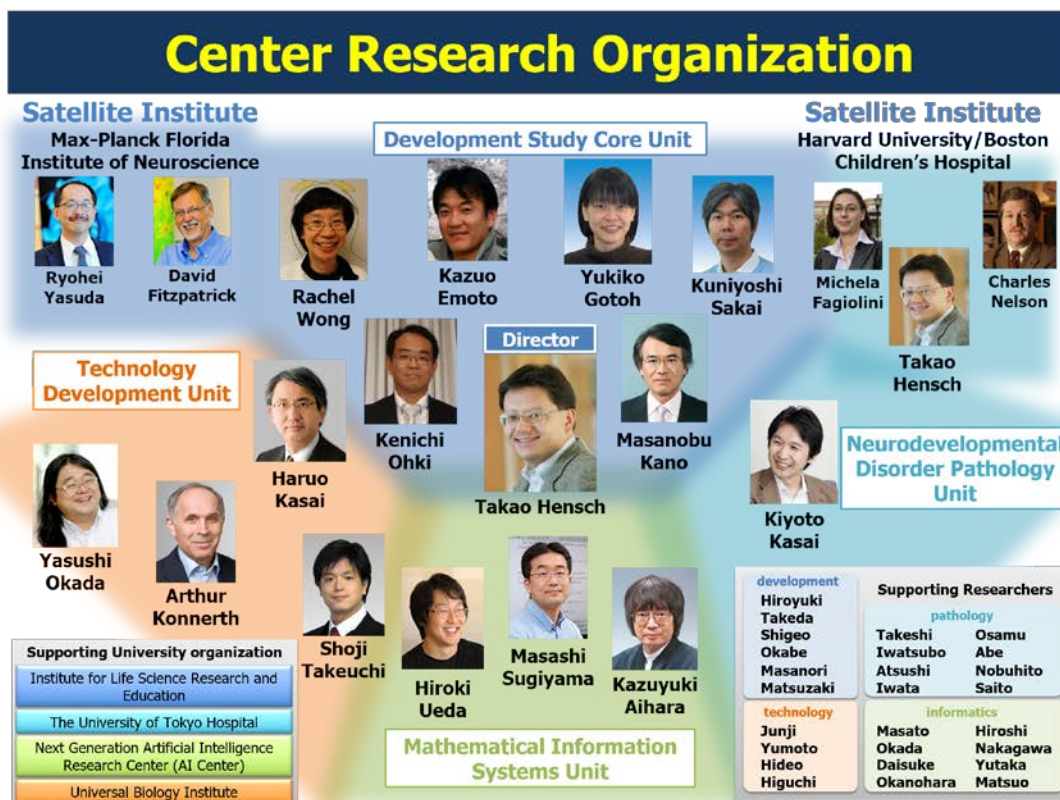 Center Research Organization
Satellite Institute
Max-Planck Florida
Institute of Neuroscience
Ryohei
Yasuda
David
Fitzpatrick
Development Study Core Unit
Rachel
Wong
Kazuo
Emoto
Yukiko
Gotoh
Kuniyoshi
Sakai
Satellite Institute
Harvard University/Boston
Children's Hospital
Michela
Fagiolini
Charles
Nelson
Takao
Hensch
Technology
Development Unit
Haruo
Kasai
Kenichi
Ohki
Director
Takao Hensch
Masanobu
Kano
Kiyoto
Kasai
Neurodevelopmental
Disorder Pathology
Unit
Yasushi
Okada
Arthur
Konnerth
Shoji
Takeuchi
Hiroki
Ueda
Masashi
Sugiyama
Kazuyuki
Aihara
Mathematical Information
Systems Unit
Supporting University organization
Institute for Life Science Research and
Education
The University of Tokyo Hospital
Next Generation Artificial Intelligence
Research Center (AI Center)
Universal Biology Institute
Supporting Researchers
development
Hiroyuki
Takeda
Shigeo
Okabe
Masanori
Matsuzaki
pathology
Takeshi
Iwatsubo
Atsushi
Iwata
Osamu
Abe
Nobuhito
Saito
technology
Junji
Yumoto
Hideo
Higuchi
informatics
Masato
Okada
Daisuke
Okanohara
Hiroshi
Nakagawa
Yutaka
Matsuo